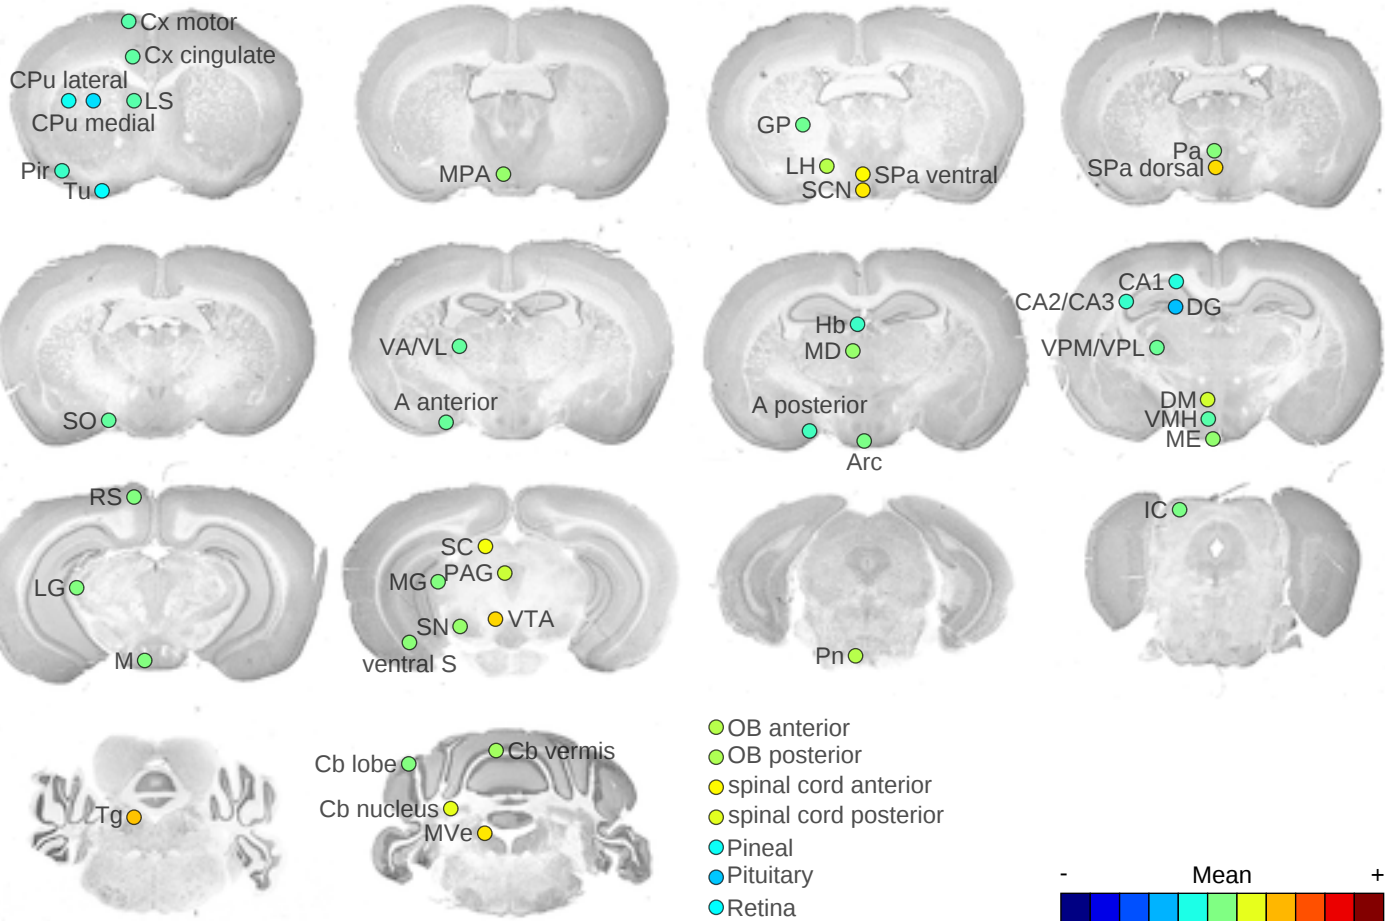 Cx motor
Cx cingulate
CPu lateral
LS
CPu medial
Pir
Tu
MPA
GP
LH
SPa ventral
SCN
Pa
SPa dorsal
SO
VA/VL
A anterior
Hb
MD
A posterior
Arc
CA1
CA2/CA3
DG
VPM/VPL
DM
VMH
ME
RS
LG
M
SC
PAG
MG
SN
VTA
ventral S
Pn
IC
Tg
Cb lobe
Cb vermis
Cb nucleus
MVe
OB anterior
OB posterior
spinal cord anterior
spinal cord posterior
Pineal
Pituitary
Retina
- Mean +